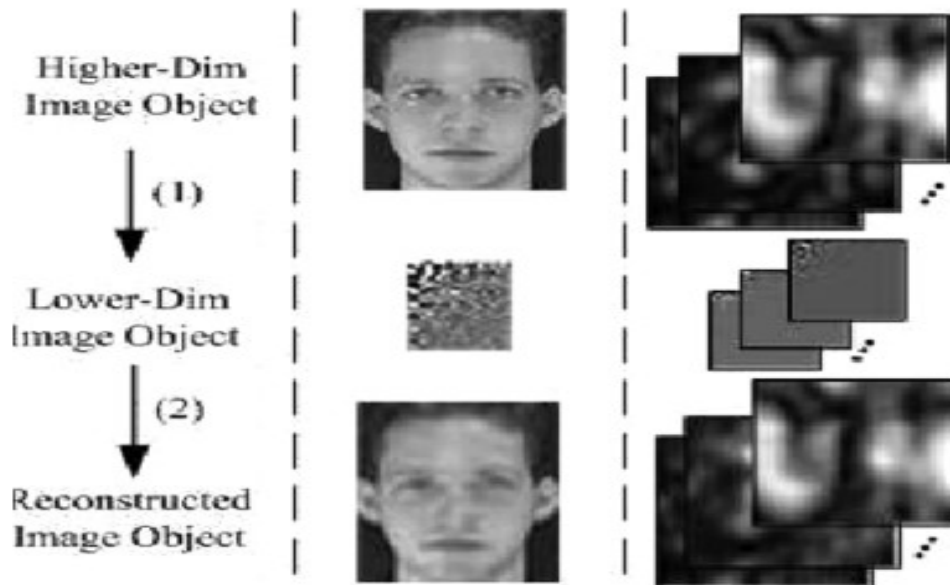 Higher-Dim
Image Object
(1)
Lower-Dim
Image Object
(2)
Reconstructed
Image Object